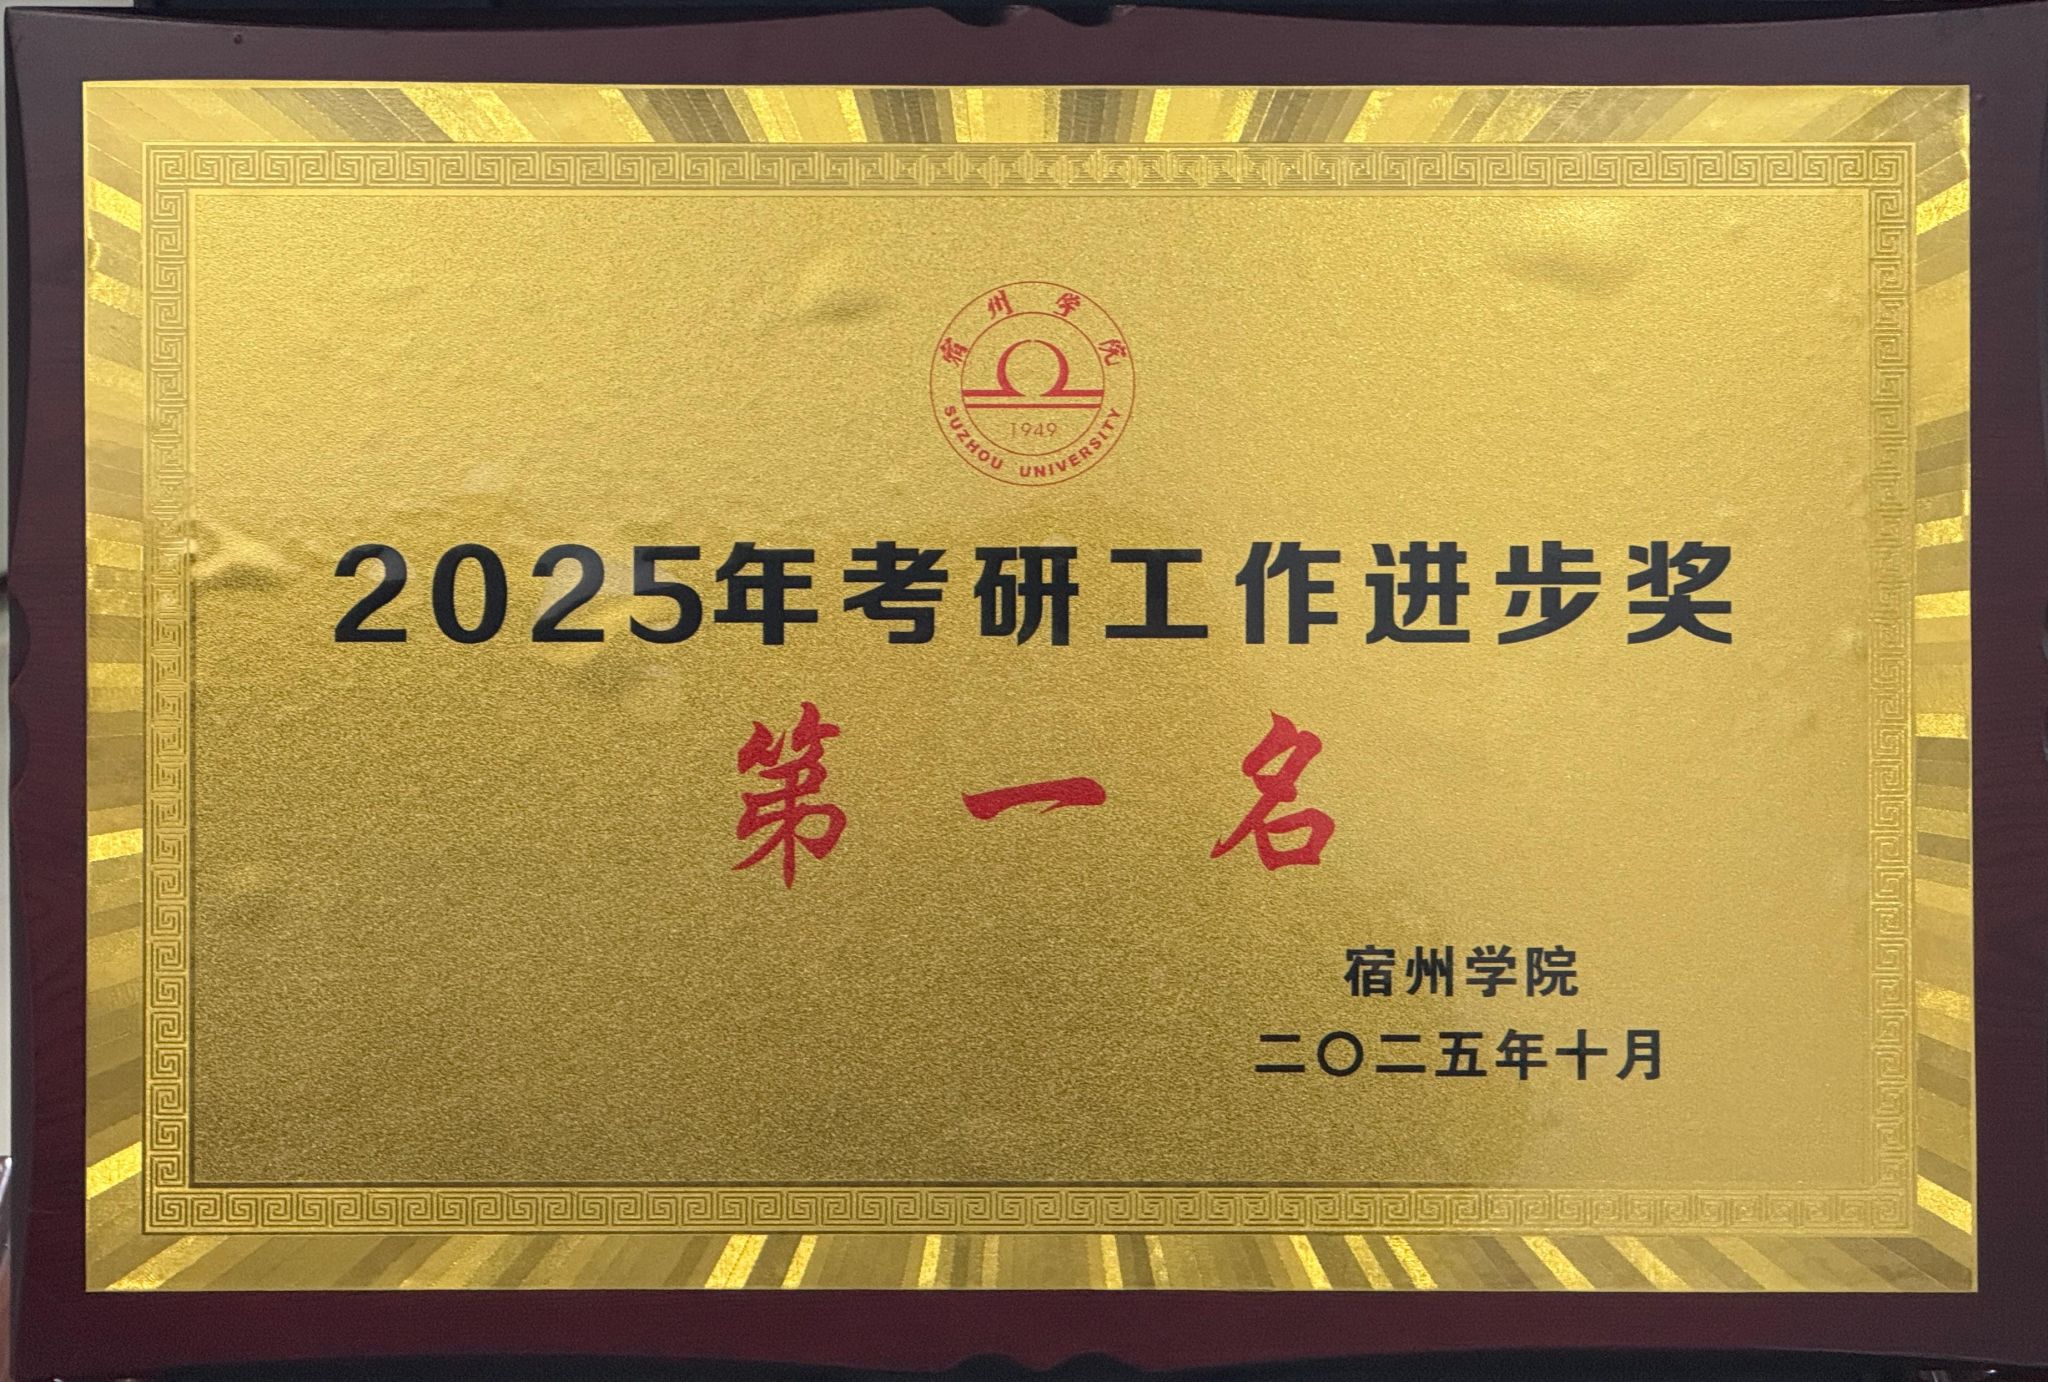 宿州学院
1949
SUZHOU UNIVERSITY
2025年考研工作进步奖
第一名
宿州学院
二〇二五年十月